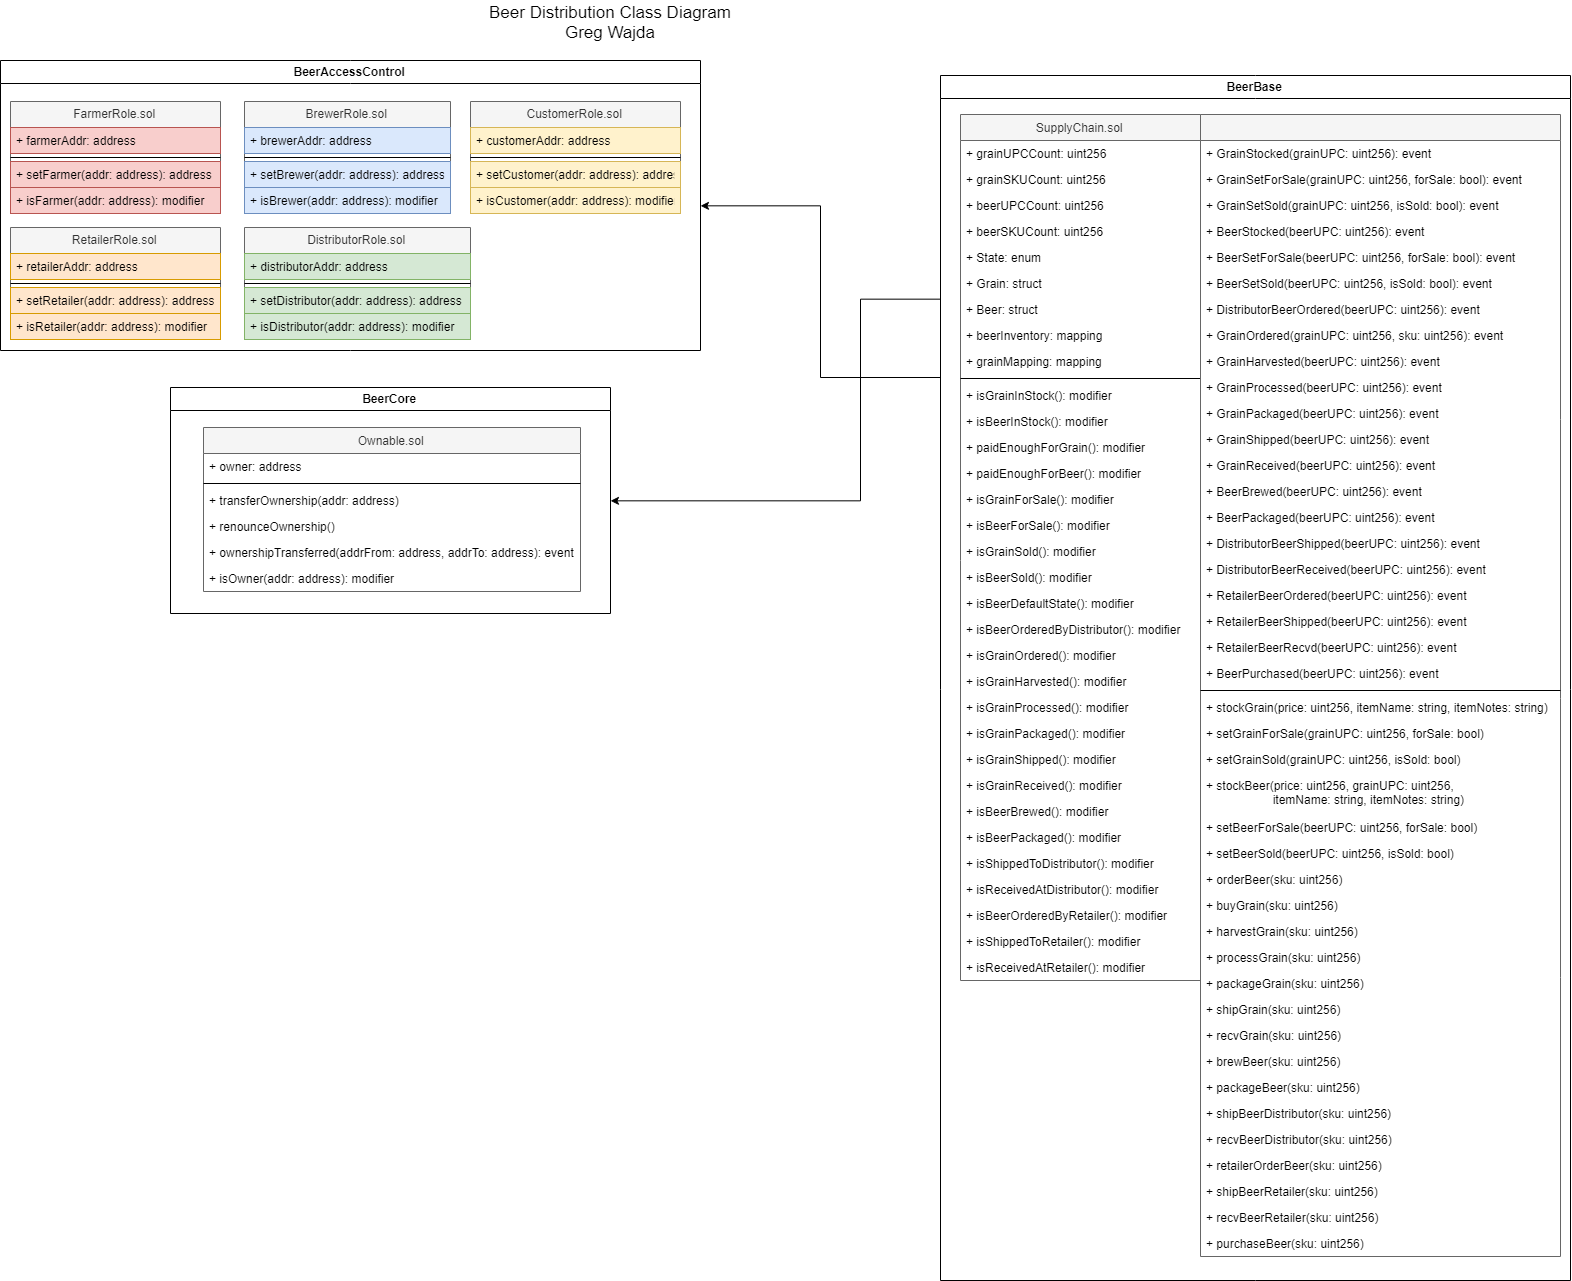 Beer Distribution Class Diagram
Greg Wajda
BeerAccessControl
FarmerRole.sol
+ farmerAddr: address
+ setFarmer(addr: address): address
+ isFarmer(addr: address): modifier
BrewerRole.sol
+ brewerAddr: address
+ setBrewer(addr: address): address
+ isBrewer(addr: address): modifier
CustomerRole.sol
+ customerAddr: address
+ setCustomer(addr: address): addre
+ isCustomer(addr: address): modifie
RetailerRole.sol
+ retailerAddr: address
+ setRetailer(addr: address): address
+ isRetailer(addr: address): modifier
DistributorRole.sol
+ distributorAddr: address
+ setDistributor(addr: address): address
+ isDistributor(addr: address): modifier
BeerCore
Ownable.sol
+ owner: address
+ transferOwnership(addr: address)
+ renounceOwnership()
+ ownershipTransferred(addrFrom: address, addrTo: address): event
+ isOwner(addr: address): modifier
BeerBase
SupplyChain.sol
+ grainUPCCount: uint256
+ grainSKUCount: uint256
+ beerUPCCount: uint256
+ beerSKUCount: uint256
+ State: enum
+ Grain: struct
+ Beer: struct
+ beerInventory: mapping
+ grainMapping: mapping
+ isGrainInStock(): modifier
+ isBeerInStock(): modifier
+ paidEnoughForGrain(): modifier
+ paidEnoughForBeer(): modifier
+ isGrainForSale(): modifier
+ isBeerForSale(): modifier
+ isGrainSold(): modifier
+ isBeerSold(): modifier
+ isBeerDefaultState(): modifier
+ isBeerOrderedByDistributor(): modifier
+ isGrainOrdered(): modifier
+ isGrainHarvested(): modifier
+ isGrainProcessed(): modifier
+ isGrainPackaged(): modifier
+ isGrainShipped(): modifier
+ isGrainReceived(): modifier
+ isBeerBrewed(): modifier
+ isBeerPackaged(): modifier
+ isShippedToDistributor(): modifier
+ isReceivedAtDistributor(): modifier
+ isBeerOrderedByRetailer(): modifier
+ isShippedToRetailer(): modifier
+ isReceivedAtRetailer(): modifier
+ GrainStocked(grainUPC: uint256): event
+ GrainSetForSale(grainUPC: uint256, forSale: bool): event
+ GrainSetSold(grainUPC: uint256, isSold: bool): event
+ BeerStocked(beerUPC: uint256): event
+ BeerSetForSale(beerUPC: uint256, forSale: bool): event
+ BeerSetSold(beerUPC: uint256, isSold: bool): event
+ DistributorBeerOrdered(beerUPC: uint256): event
+ GrainOrdered(grainUPC: uint256, sku: uint256): event
+ GrainHarvested(beerUPC: uint256): event
+ GrainProcessed(beerUPC: uint256): event
+ GrainPackaged(beerUPC: uint256): event
+ GrainShipped(beerUPC: uint256): event
+ GrainReceived(beerUPC: uint256): event
+ BeerBrewed(beerUPC: uint256): event
+ BeerPackaged(beerUPC: uint256): event
+ DistributorBeerShipped(beerUPC: uint256): event
+ DistributorBeerReceived(beerUPC: uint256): event
+ RetailerBeerOrdered(beerUPC: uint256): event
+ RetailerBeerShipped(beerUPC: uint256): event
+ RetailerBeerRecvd(beerUPC: uint256): event
+ BeerPurchased(beerUPC: uint256): event
+ stockGrain(price: uint256, itemName: string, itemNotes: string)
+ setGrainForSale(grainUPC: uint256, forSale: bool)
+ setGrainSold(grainUPC: uint256, isSold: bool)
+ stockBeer(price: uint256, grainUPC: uint256,
itemName: string, itemNotes: string)
+ setBeerForSale(beerUPC: uint256, forSale: bool)
+ setBeerSold(beerUPC: uint256, isSold: bool)
+ orderBeer(sku: uint256)
+ buyGrain(sku: uint256)
+ harvestGrain(sku: uint256)
+ processGrain(sku: uint256)
+ packageGrain(sku: uint256)
+ shipGrain(sku: uint256)
+ recvGrain(sku: uint256)
+ brewBeer(sku: uint256)
+ packageBeer(sku: uint256)
+ shipBeerDistributor(sku: uint256)
+ recvBeerDistributor(sku: uint256)
+ retailerOrderBeer(sku: uint256)
+ shipBeerRetailer(sku: uint256)
+ recvBeerRetailer(sku: uint256)
+ purchaseBeer(sku: uint256)